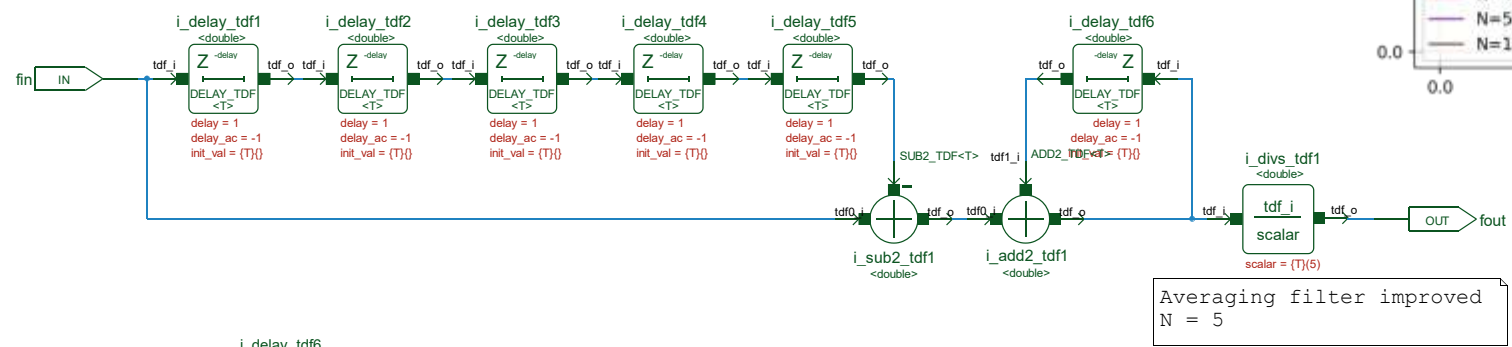 i_delay_tdf1 i_delay_tdf2 i_delay_tdf3 i_delay_tdf4 i_delay_tdf5 i_delay_tdf6
<double> <double> <double> <double> <double> <double>
N=5
N=1
0.0
0.0
fin IN tdf_i Z -delay tdf_o tdf_i Z -delay tdf_o tdf_i Z -delay tdf_o tdf_i Z -delay tdf_o tdf_i Z -delay tdf_o tdf_o -delay Z tdf_i
DELAY_TDF DELAY_TDF DELAY_TDF DELAY_TDF DELAY_TDF DELAY_TDF
<T> <T> <T> <T> <T> <T>
delay = 1 delay = 1 delay = 1 delay = 1 delay = 1 delay = 1
delay_ac = -1 delay_ac = -1 delay_ac = -1 delay_ac = -1 delay_ac = -1 delay_ac = -1
init_val = {T}{} init_val = {T}{} init_val = {T}{} init_val = {T}{} init_val = {T}{} init_val = {T}{}
SUB2_TDF<T> tdf1_i ADD2_TDF<T>
i_divs_tdf1
<double>
tdf0_i tdf_o tdf0_i tdf_o tdf_i tdf_i tdf_o
scalar
OUT fout
i_sub2_tdf1 i_add2_tdf1
<double> <double>
scalar = {T}(5)
Averaging filter improved
N = 5
i_delay_tdf6